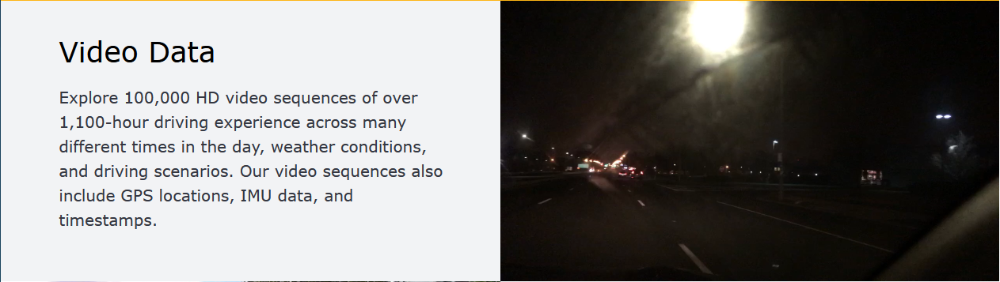 Video Data
Explore 100,000 HD video sequences of over
1,100-hour driving experience across many
different times in the day, weather conditions,
and driving scenarios. Our video sequences also
include GPS locations, IMU data, and
timestamps.